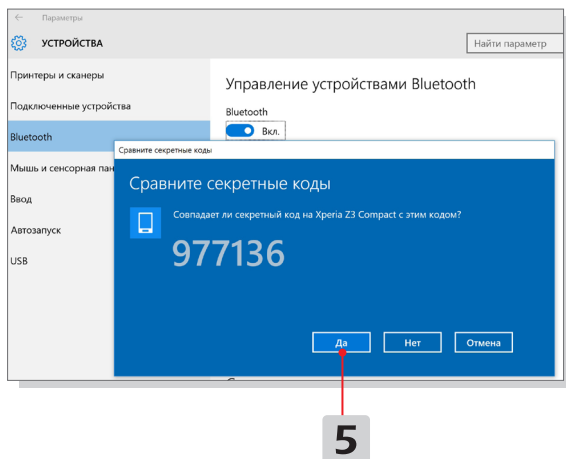 Параметры
УСТРОЙСТВА
Найти параметр
Принтеры и сканеры
Подключенные устройства
Bluetooth
Мышь и сенсорная пан
Ввод
Автозапуск
USB
Управление устройствами Bluetooth
Bluetooth
Вкл.
Сравните секретные коды
Сравните секретные коды
Совпадает ли секретный код на Xperia Z3 Compact с этим кодом?
977136
Да
Нет
Отмена
5